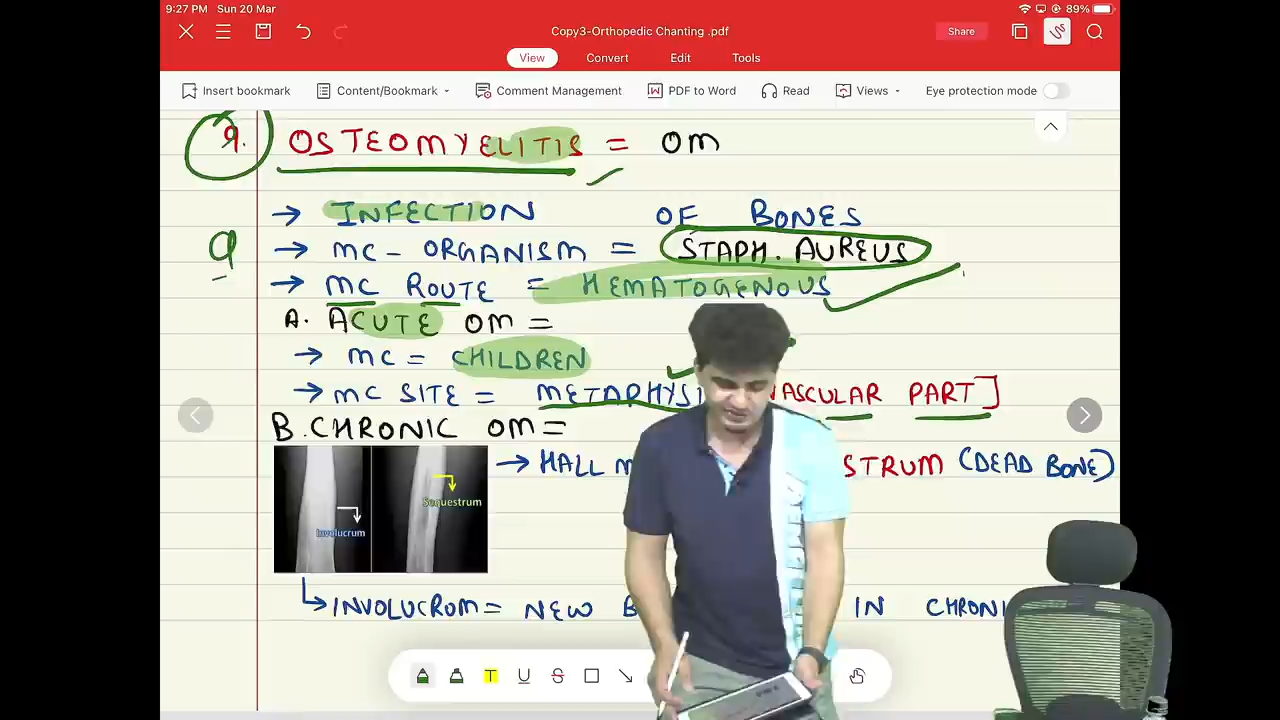 9:27 PM Sun 20 Mar
89%
Copy3-Orthopedic Chanting .pdf
Share
View Convert Edit Tools
Insert bookmark Content/Bookmark Comment Management PDF to Word Read Views Eye protection mode
9. OSTEOMYELITIS = OM
→ INFECTION OF BONES
Q → MC - ORGANISM = STAPH. AUREUS
→ MC ROUTE = HEMATOGENOUS
A. ACUTE OM =
→ MC = CHILDREN
→ MC SITE = METAPHYSI VASCULAR PART]
B. CHRONIC OM =
→ HALL M STRUM (DEAD BONE)
Sequestrum
Involucrum
↳ INVOLUCROM = NEW B IN CHRONI
T U S